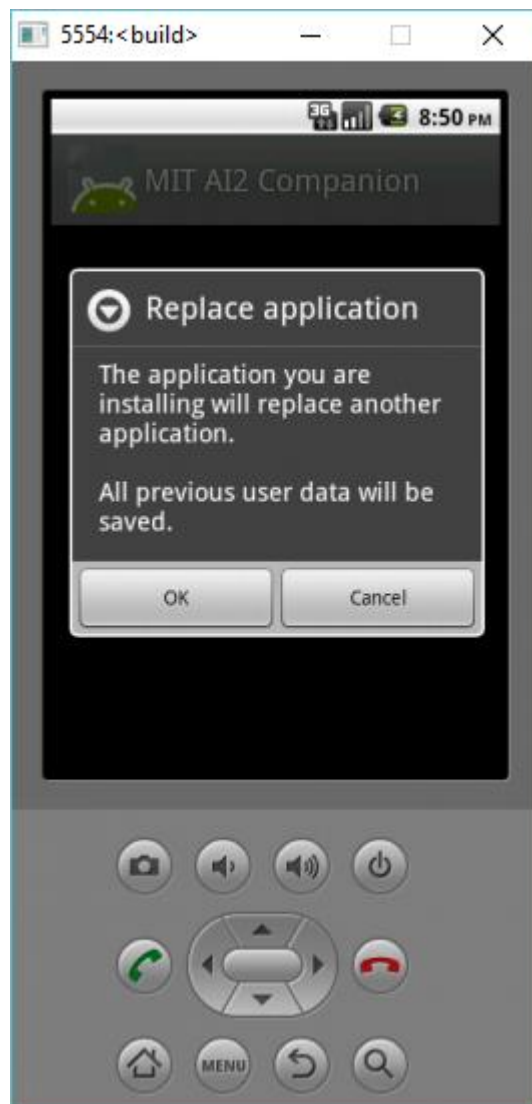 5554:<build>
3G
8:50 PM
MIT AI2 Companion
Replace application
The application you are
installing will replace another
application.
All previous user data will be
saved.
OK
Cancel
MENU